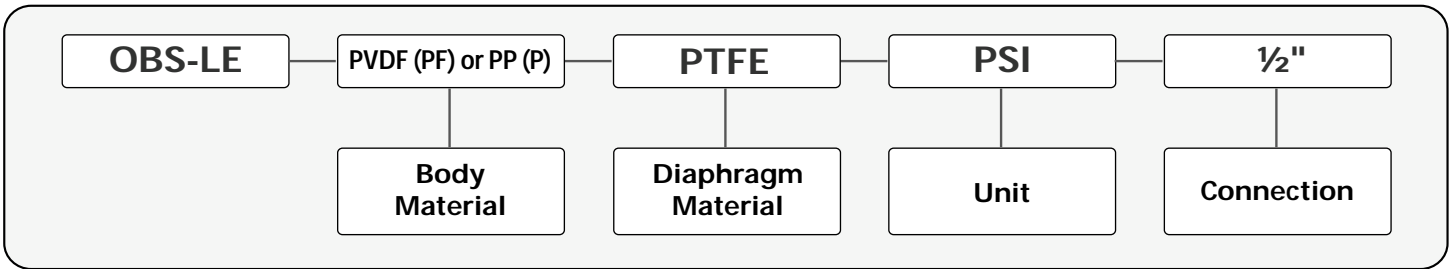 OBS-LE
PVDF (PF) or PP (P)
PTFE
PSI
½"
Body
Material
Diaphragm
Material
Unit
Connection